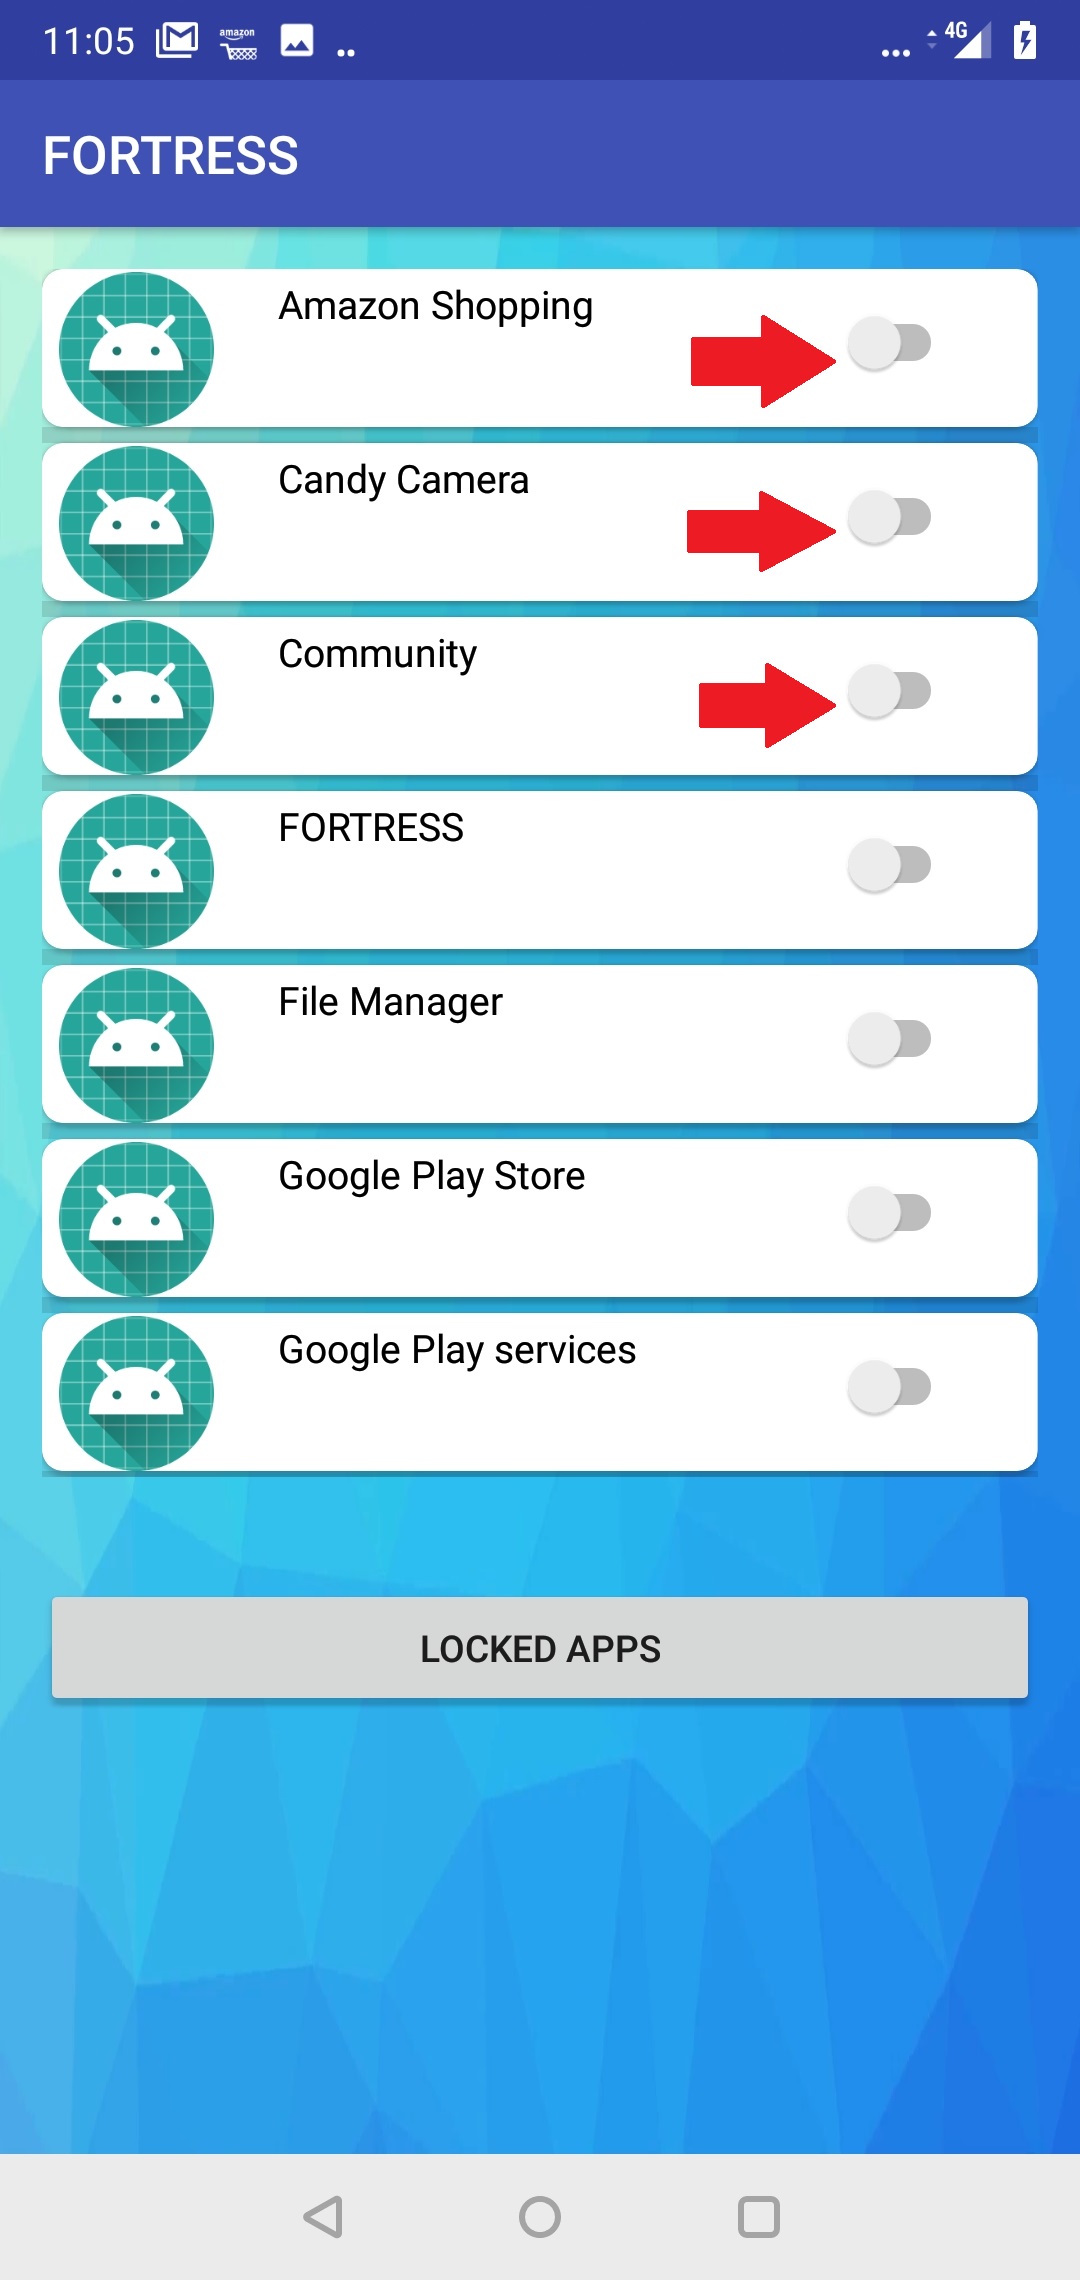 11:05
amazon
4G
FORTRESS
Amazon Shopping
Candy Camera
Community
FORTRESS
File Manager
Google Play Store
Google Play services
LOCKED APPS